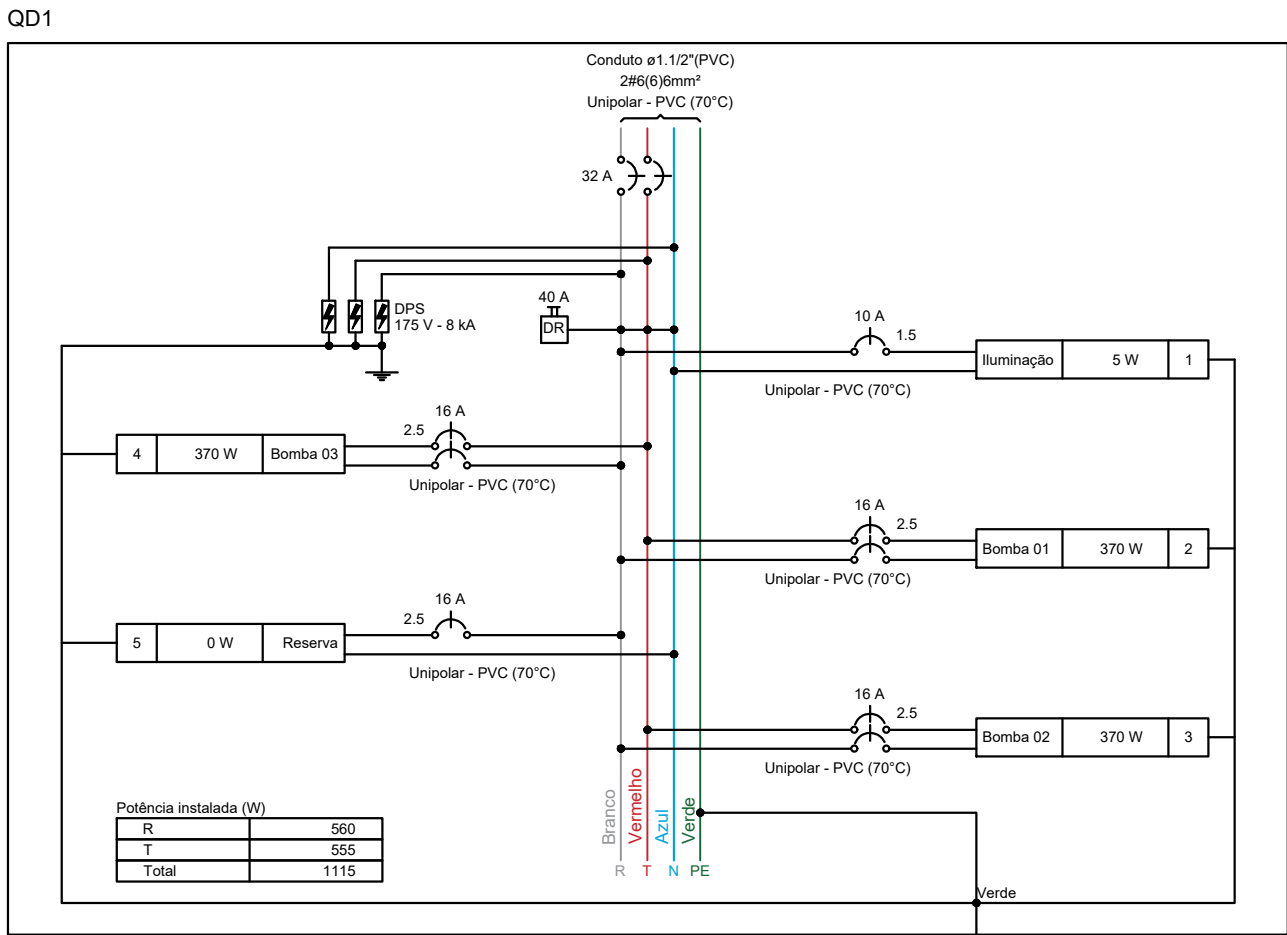 QD1
Conduto ø1.1/2"(PVC)
2#6(6)6mm²
Unipolar - PVC (70°C)
32 A
DPS
175 V - 8 kA
40 A
DR
10 A
1.5
Iluminação 5 W 1
Unipolar - PVC (70°C)
16 A
2.5
4 370 W Bomba 03
Unipolar - PVC (70°C)
16 A
2.5
Bomba 01 370 W 2
Unipolar - PVC (70°C)
16 A
2.5
5 0 W Reserva
Unipolar - PVC (70°C)
16 A
2.5
Bomba 02 370 W 3
Unipolar - PVC (70°C)
Branco
Vermelho
Azul
Verde
R T N PE
Potência instalada (W)
R 560
T 555
Total 1115
Verde